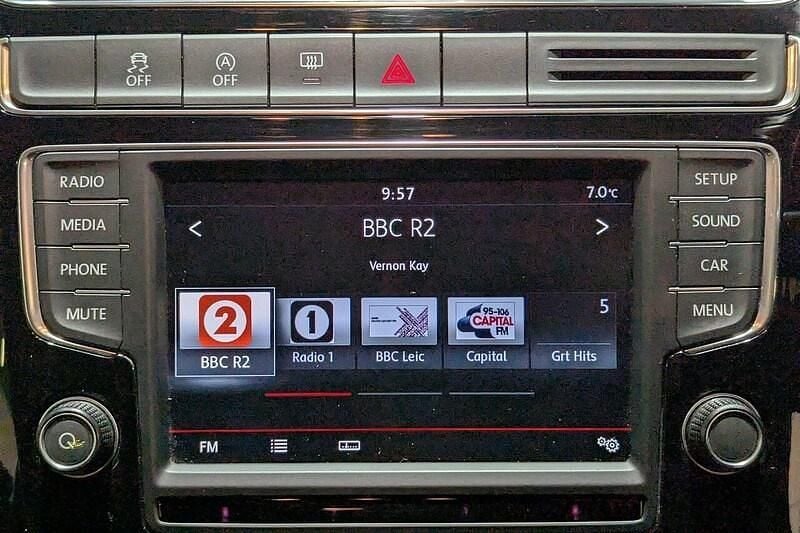 OFF
OFF
RADIO
MEDIA
PHONE
MUTE
9:57
7.0°C
<
BBC R2
>
Vernon Kay
2
BBC R2
1
Radio 1
BBC Leic
95-106
CAPITAL
FM
Capital
5
Grt Hits
FM
SETUP
SOUND
CAR
MENU